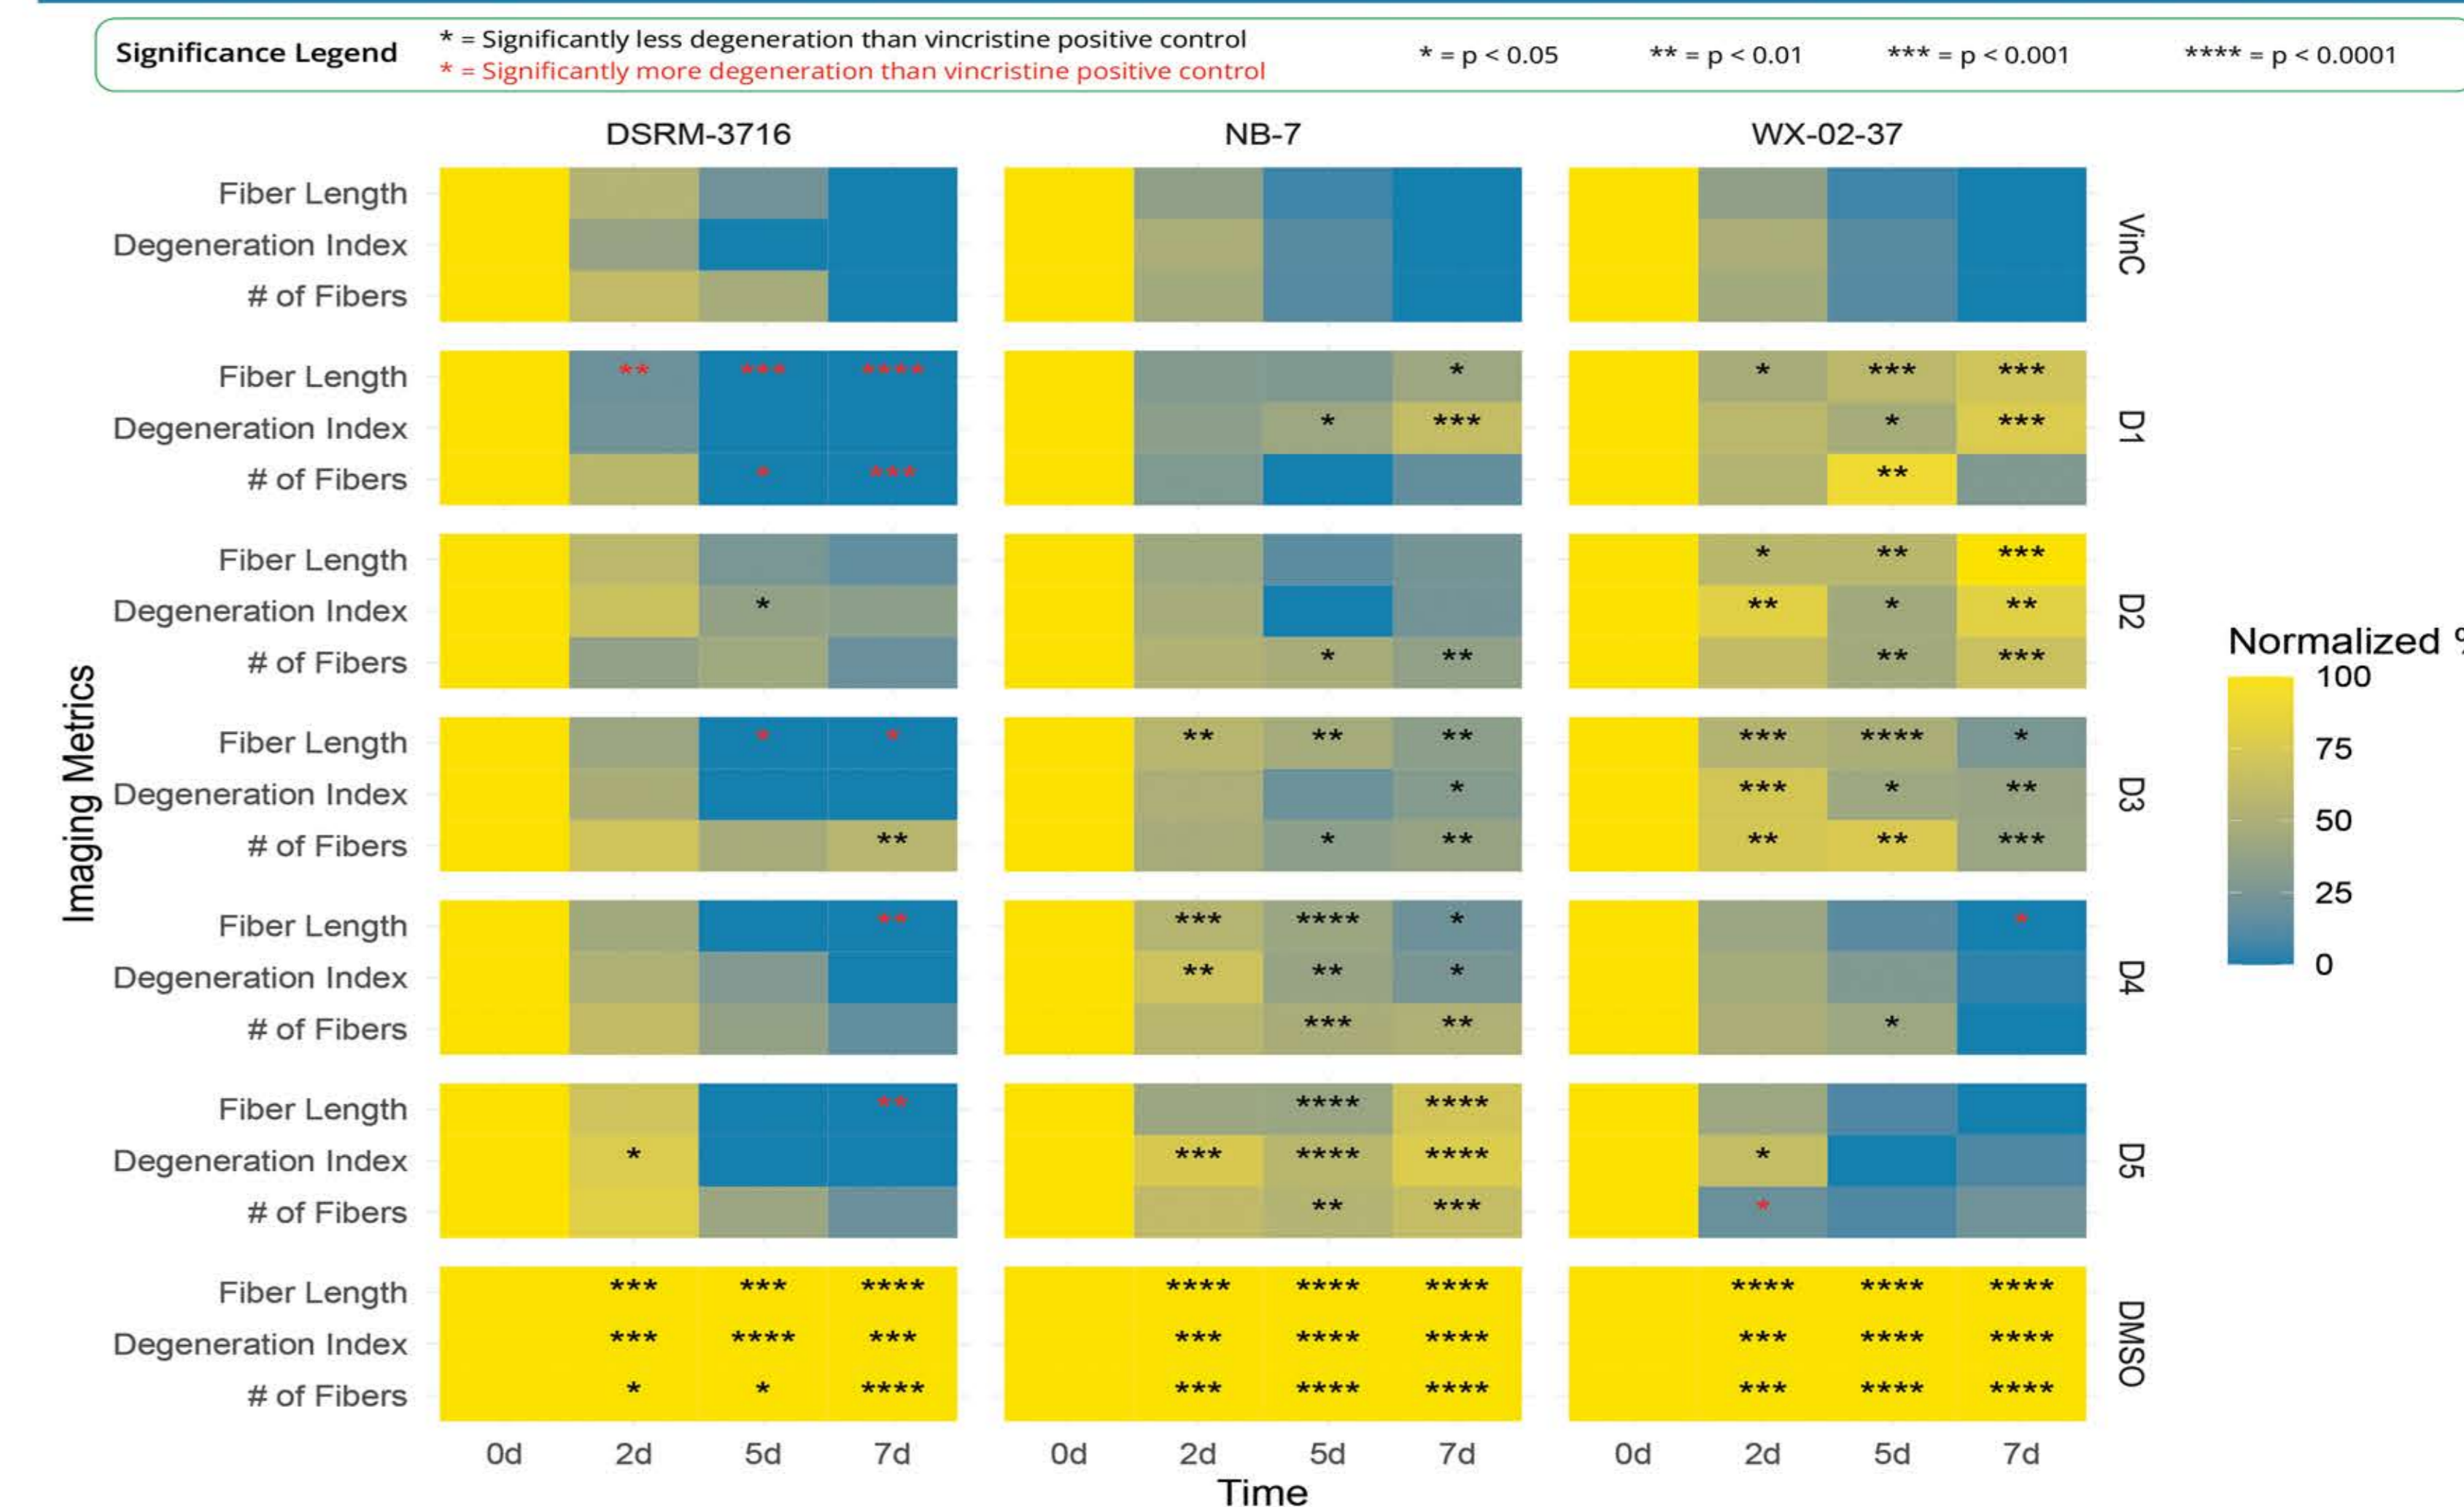 Significance Legend
* = Significantly less degeneration than vincristine positive control
* = Significantly more degeneration than vincristine positive control
* = p < 0.05 ** = p < 0.01 *** = p < 0.001 **** = p < 0.0001
DSRM-3716 NB-7 WX-02-37
Imaging Metrics
Fiber Length
Degeneration Index
# of Fibers
VinC
Fiber Length ** *** **** * * *** ***
Degeneration Index * *** * ***
# of Fibers * *** **
D1
Fiber Length * ** ***
Degeneration Index * ** * **
# of Fibers * ** ** ***
D2
Fiber Length * * ** ** ** *** **** *
Degeneration Index * *** * **
# of Fibers ** * ** ** ** ***
D3
Fiber Length ** *** **** * *
Degeneration Index ** ** *
# of Fibers *** ** *
D4
Fiber Length ** **** ****
Degeneration Index * *** **** **** *
# of Fibers ** *** *
D5
Fiber Length *** *** **** **** **** **** **** **** ****
Degeneration Index *** **** *** *** **** **** *** **** ****
# of Fibers * * **** *** **** **** *** **** ****
DMSO
0d 2d 5d 7d 0d 2d 5d 7d 0d 2d 5d 7d
Time
Normalized %
100
75
50
25
0